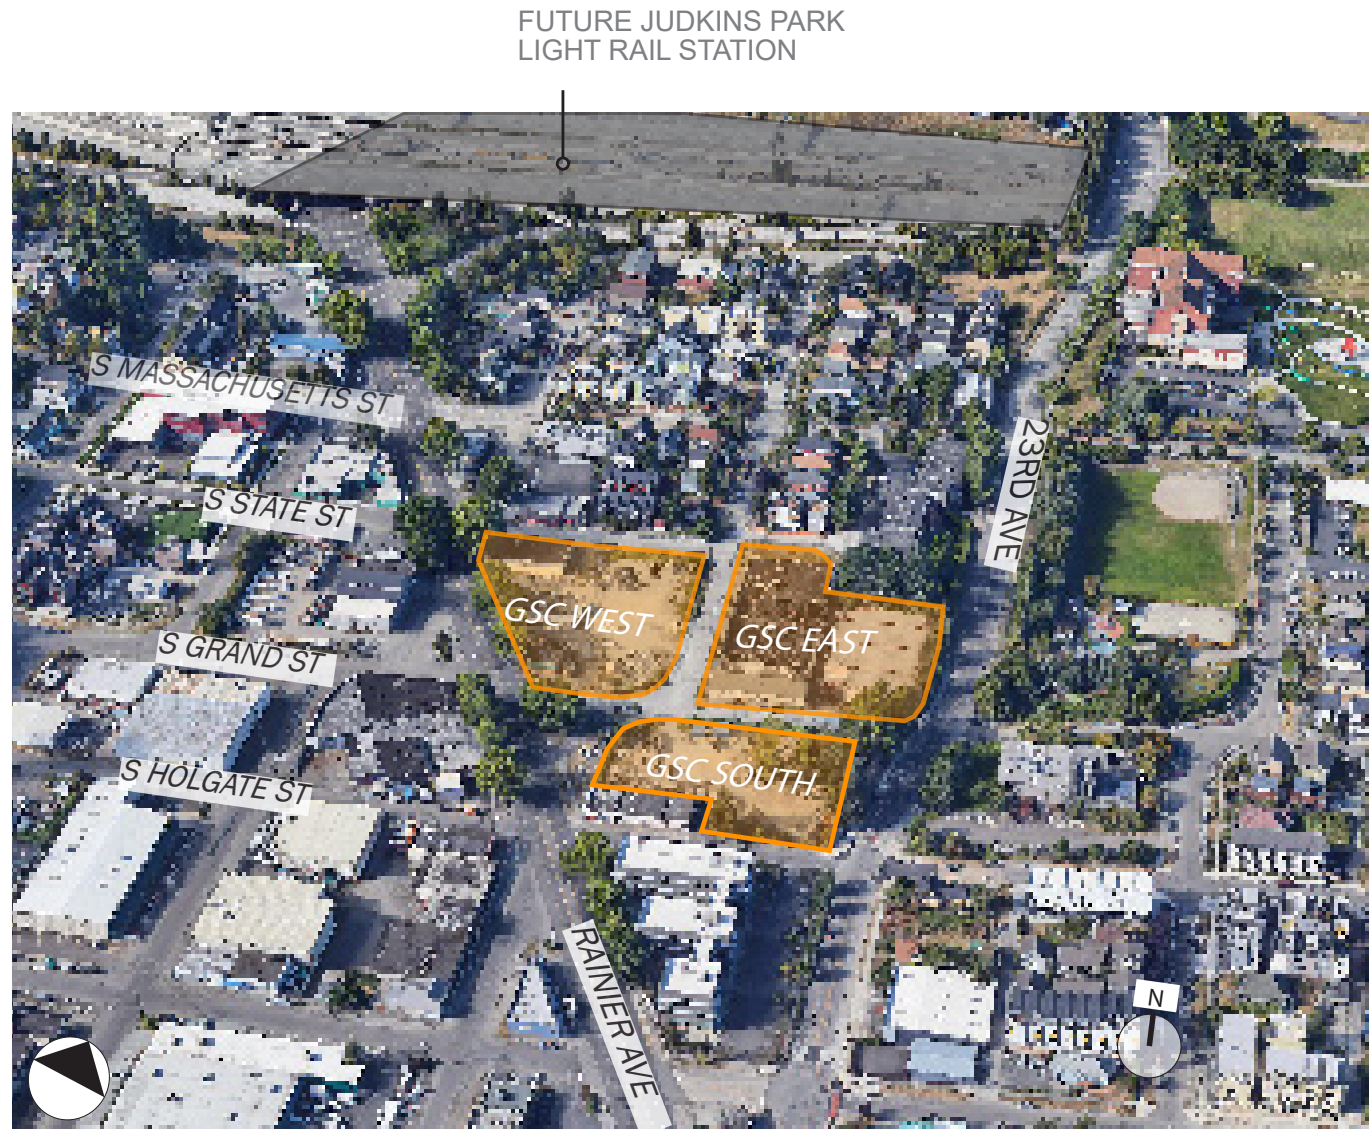 FUTURE JUDKINS PARK
LIGHT RAIL STATION
S MASSACHUSETTS ST
23RD AVE
S STATE ST
GSC WEST
GSC EAST
S GRAND ST
GSC SOUTH
S HOLGATE ST
RAINIER AVE
N